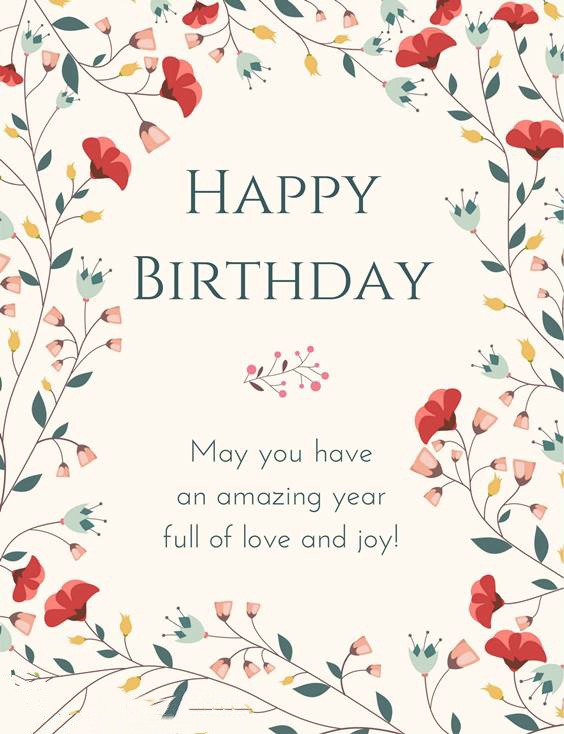 Happy
Birthday
May you have
an amazing year
full of love and joy!